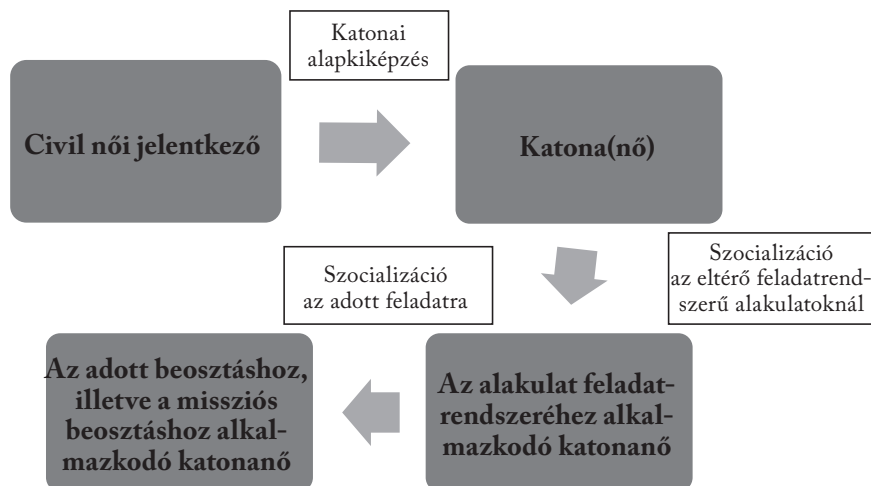 Katonai
alapkiképzés
Civil női jelentkező
Katona(nő)
Szocializáció
az eltérő feladatrend-
szerű alakulatoknál
Szocializáció
az adott feladatra
Az alakulat feladat-
rendszeréhez alkal-
mazkodó katonanő
Az adott beosztáshoz,
illetve a missziós
beosztáshoz alkal-
mazkodó katonanő